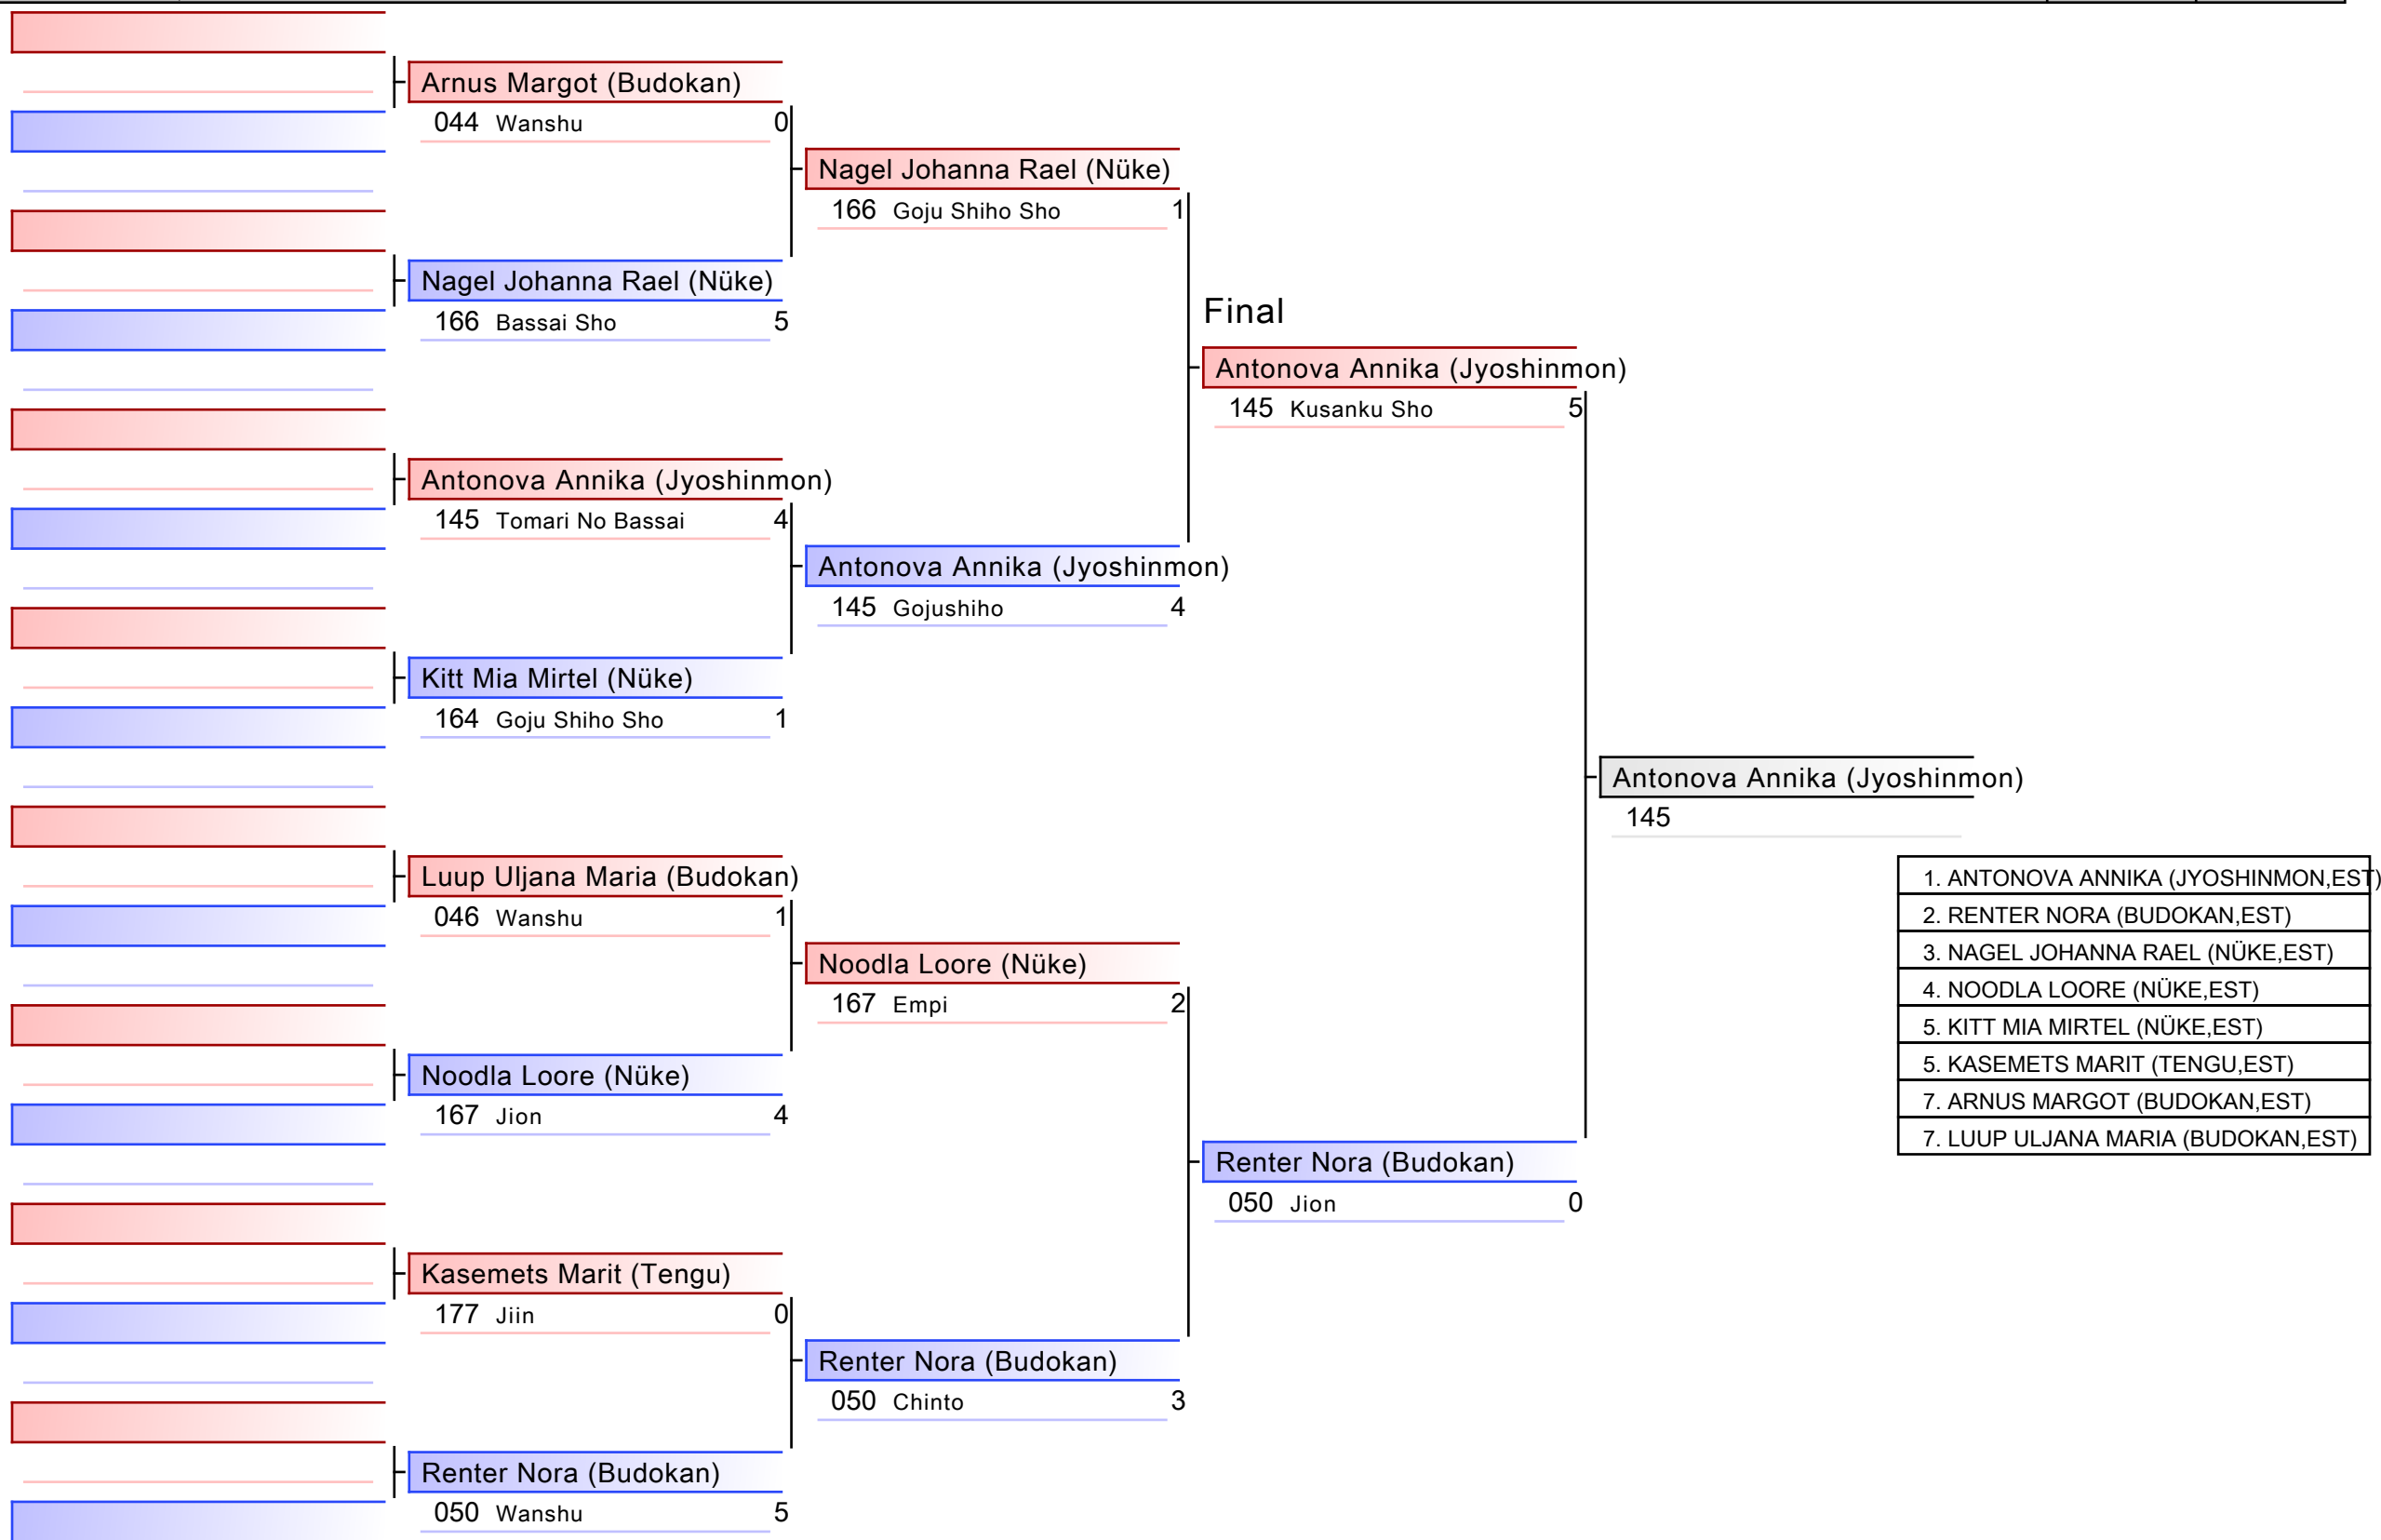 Arnus Margot (Budokan)
044 Wanshu 0
Nagel Johanna Rael (Nüke)
166 Bassai Sho 5
Antonova Annika (Jyoshinmon)
145 Tomari No Bassai 4
Kitt Mia Mirtel (Nüke)
164 Goju Shiho Sho 1
Luup Uljana Maria (Budokan)
046 Wanshu 1
Noodla Loore (Nüke)
167 Jion 4
Kasemets Marit (Tengu)
177 Jiin 0
Renter Nora (Budokan)
050 Wanshu 5
Nagel Johanna Rael (Nüke)
166 Goju Shiho Sho 1
Antonova Annika (Jyoshinmon)
145 Gojushiho 4
Noodla Loore (Nüke)
167 Empi 2
Renter Nora (Budokan)
050 Chinto 3
Final
Antonova Annika (Jyoshinmon)
145 Kusanku Sho 5
Renter Nora (Budokan)
050 Jion 0
Antonova Annika (Jyoshinmon)
145
1. ANTONOVA ANNIKA (JYOSHINMON,EST)
2. RENTER NORA (BUDOKAN,EST)
3. NAGEL JOHANNA RAEL (NÜKE,EST)
4. NOODLA LOORE (NÜKE,EST)
5. KITT MIA MIRTEL (NÜKE,EST)
5. KASEMETS MARIT (TENGU,EST)
7. ARNUS MARGOT (BUDOKAN,EST)
7. LUUP ULJANA MARIA (BUDOKAN,EST)